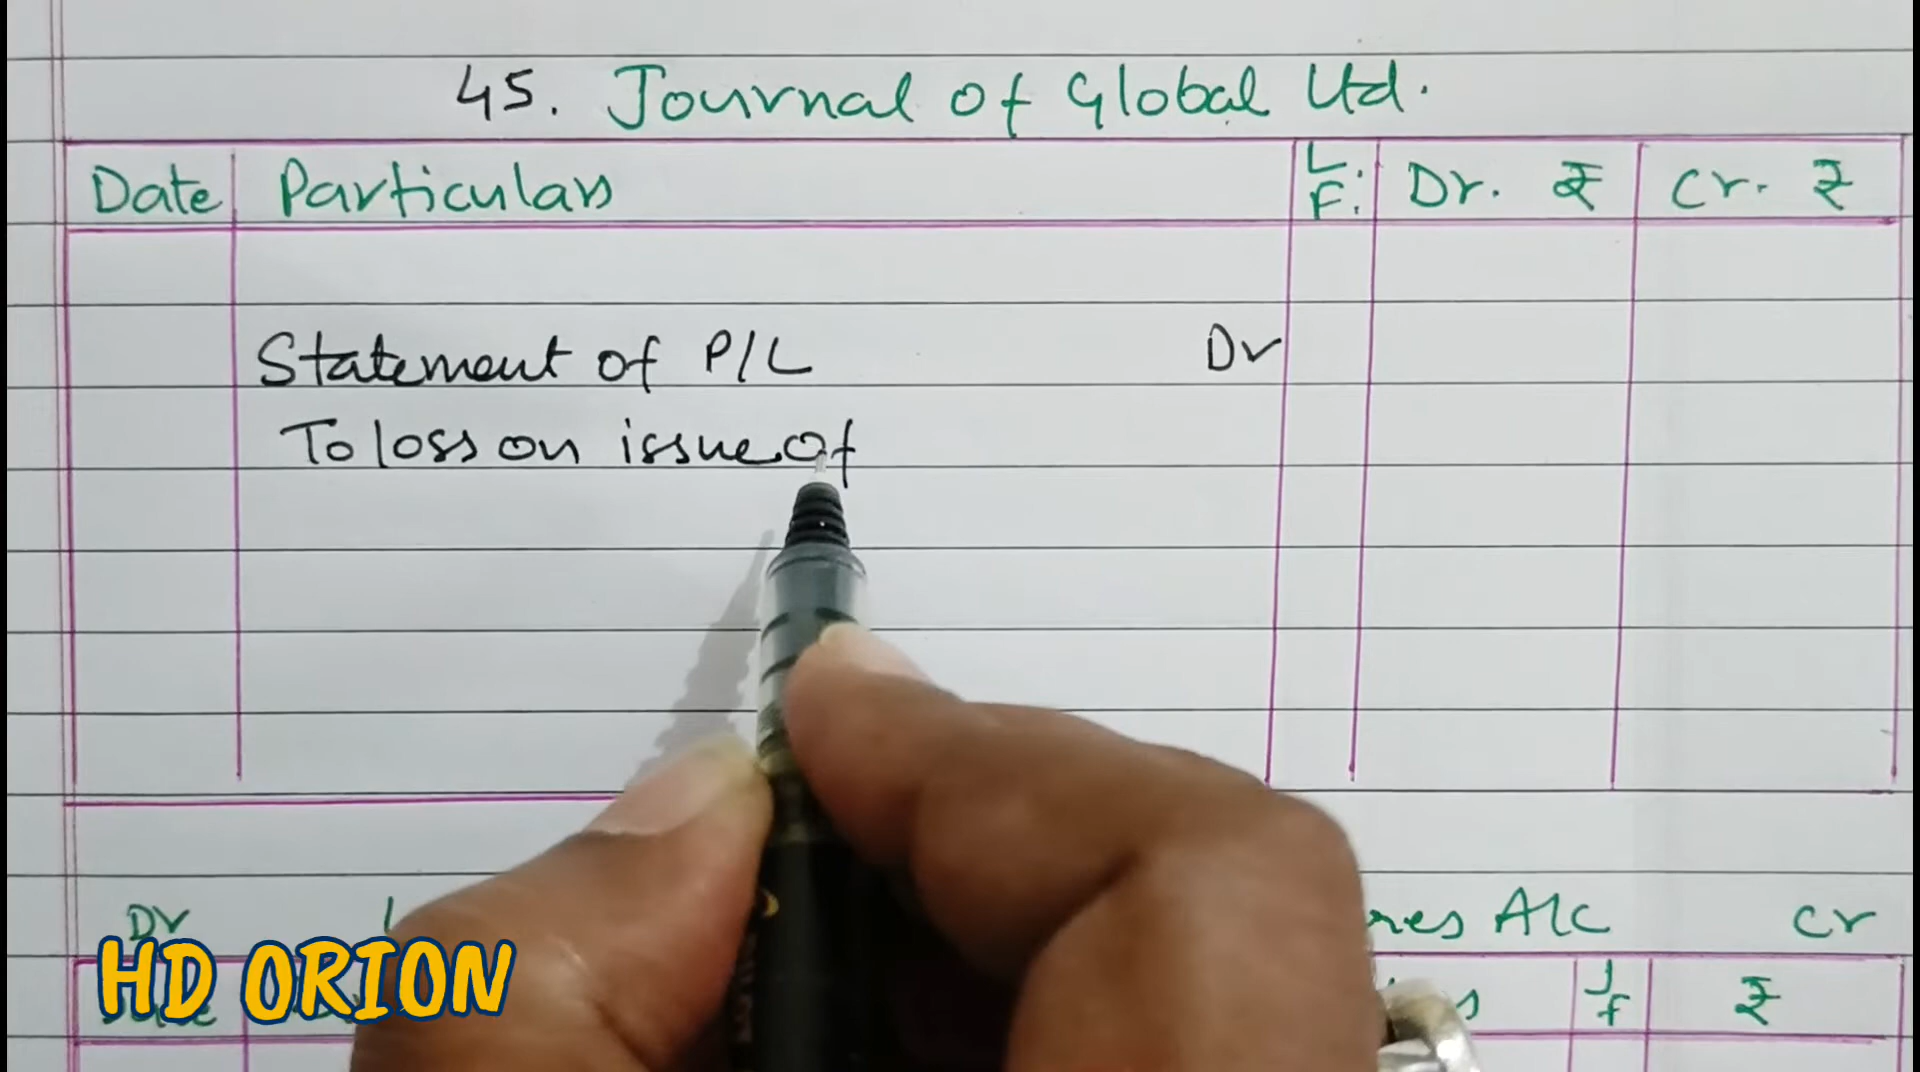 45. Journal of Global Ltd.
Date Particulars L.F. Dr. ₹ Cr. ₹
Statement of P/L Dr
To loss on issue of
Dr A/c Cr
HD ORION
J f ₹